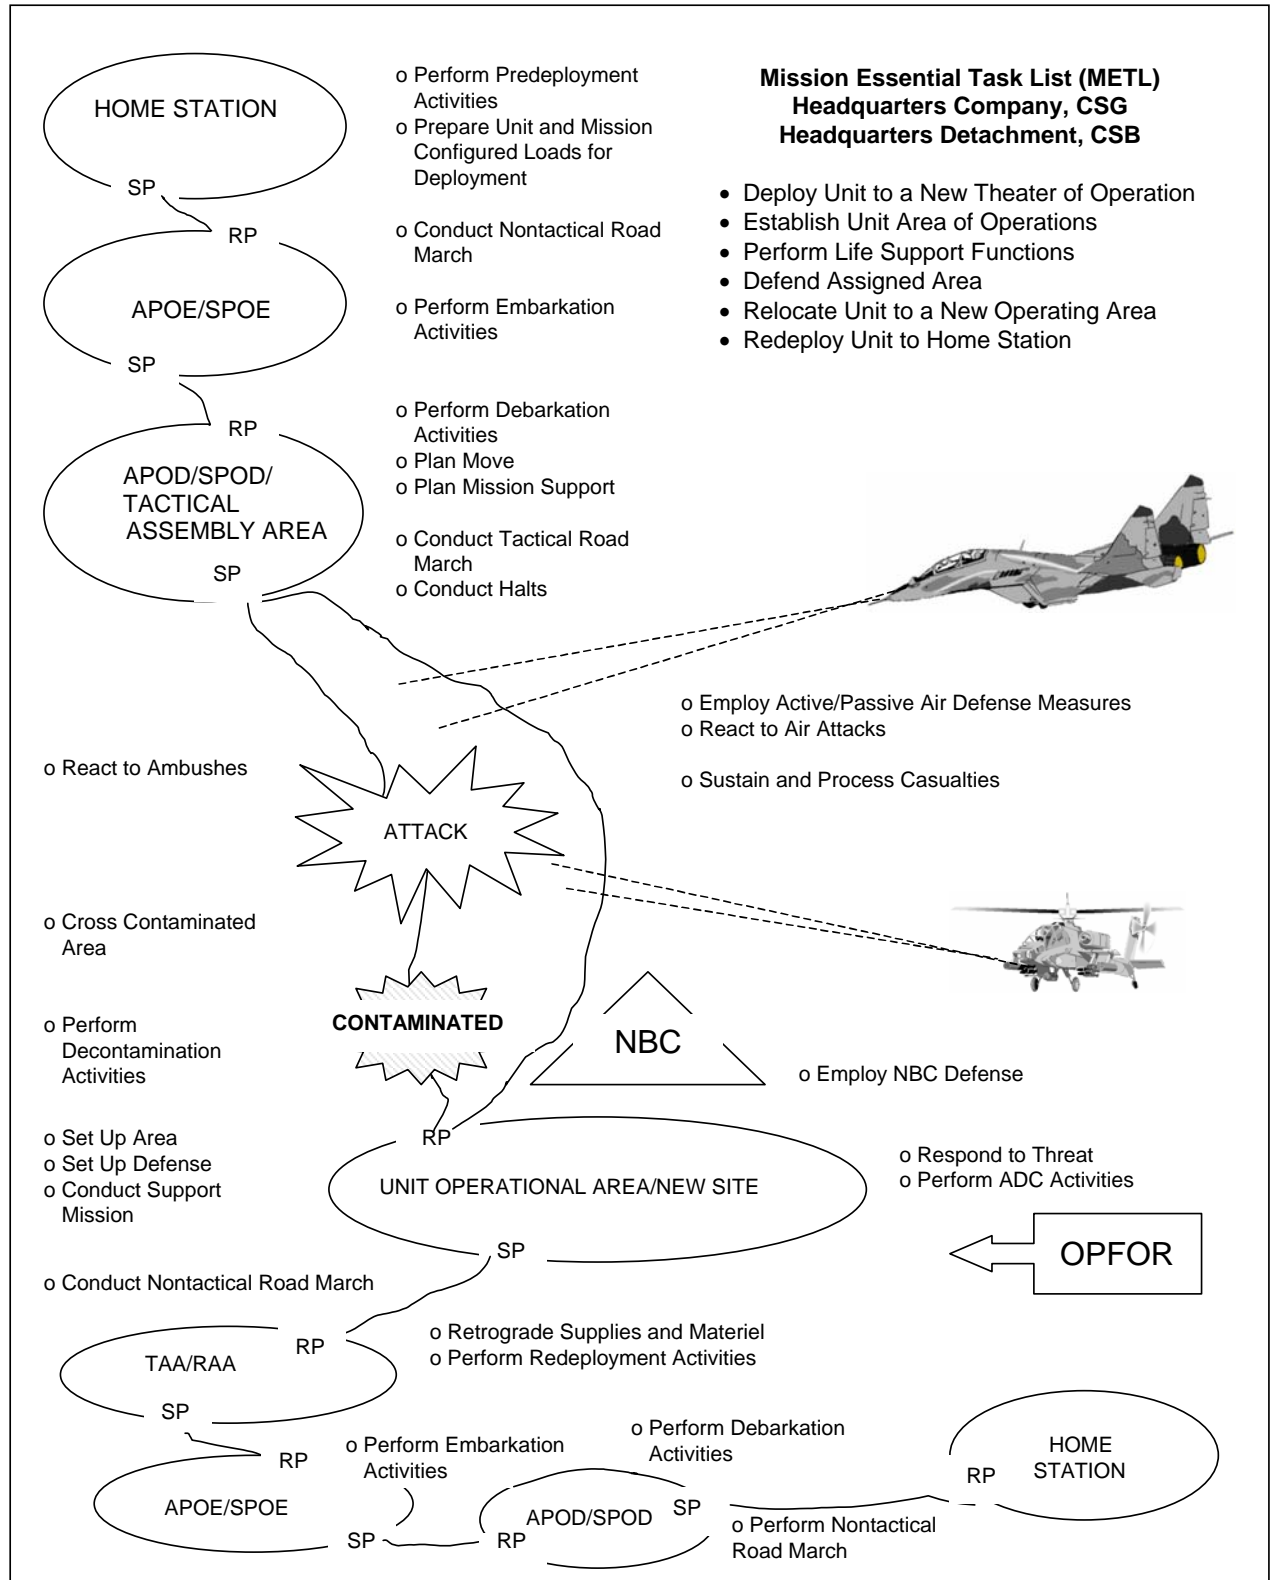 HOME STATION
SP
o Perform Predeployment
Activities
o Prepare Unit and Mission
Configured Loads for
Deployment
Mission Essential Task List (METL)
Headquarters Company, CSG
Headquarters Detachment, CSB
• Deploy Unit to a New Theater of Operation
• Establish Unit Area of Operations
• Perform Life Support Functions
• Defend Assigned Area
• Relocate Unit to a New Operating Area
• Redeploy Unit to Home Station
RP
o Conduct Nontactical Road
March
APOE/SPOE
o Perform Embarkation
Activities
SP
RP
o Perform Debarkation
Activities
o Plan Move
o Plan Mission Support
APOD/SPOD/
TACTICAL
ASSEMBLY AREA
SP
o Conduct Tactical Road
March
o Conduct Halts
o Employ Active/Passive Air Defense Measures
o React to Air Attacks
o React to Ambushes
o Sustain and Process Casualties
ATTACK
o Cross Contaminated
Area
CONTAMINATED
NBC
o Perform
Decontamination
Activities
o Employ NBC Defense
RP
o Set Up Area
o Set Up Defense
o Conduct Support
Mission
UNIT OPERATIONAL AREA/NEW SITE
o Respond to Threat
o Perform ADC Activities
SP
OPFOR
o Conduct Nontactical Road March
RP
TAA/RAA
o Retrograde Supplies and Materiel
o Perform Redeployment Activities
SP
RP
o Perform Embarkation
Activities
APOE/SPOE
SP
o Perform Debarkation
Activities
RP
APOD/SPOD
SP
o Perform Nontactical
Road March
HOME
STATION
RP